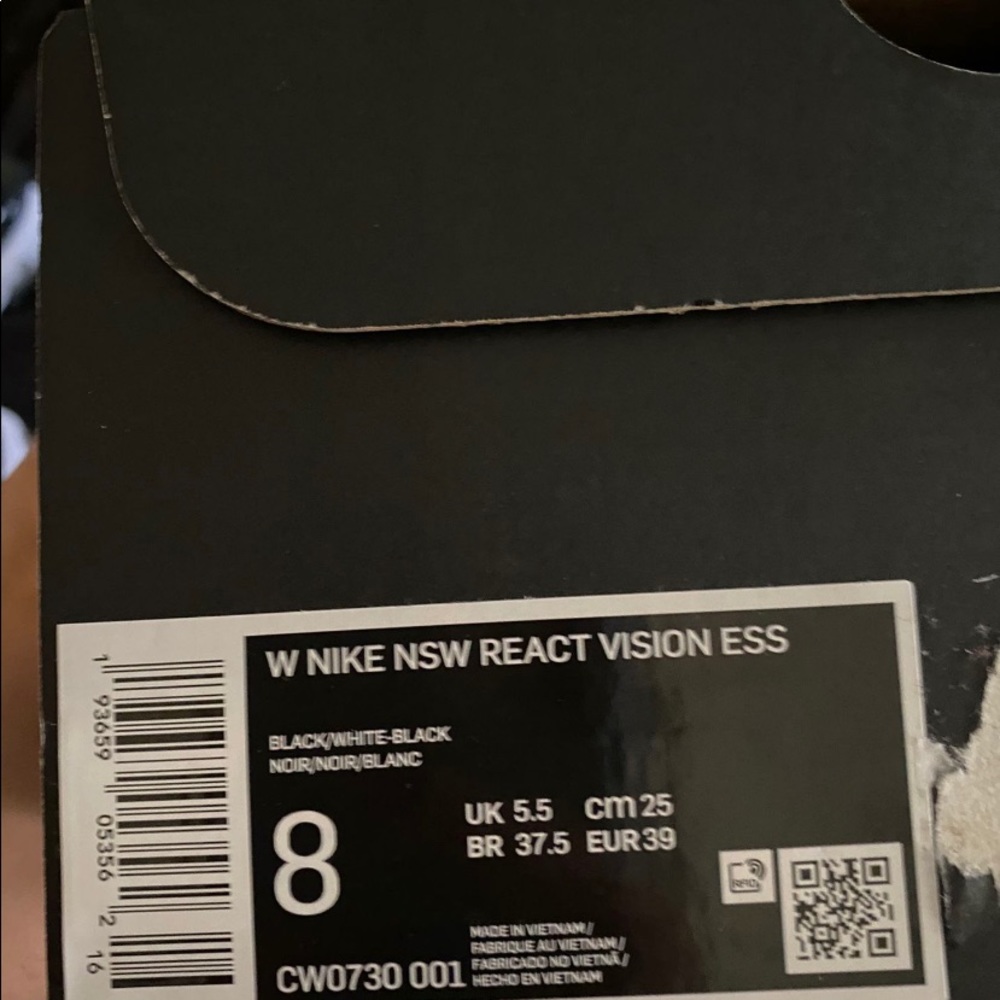 W NIKE NSW REACT VISION ESS
BLACK/WHITE-BLACK
NOIR/NOIR/BLANC
8
UK 5.5 cm 25
BR 37.5 EUR 39
RFID
CW0730 001
MADE IN VIETNAM /
FABRIQUE AU VIETNAM /
FABRICADO NO VIETNÃ /
HECHO EN VIETNAM
1 93659 05356 2 16